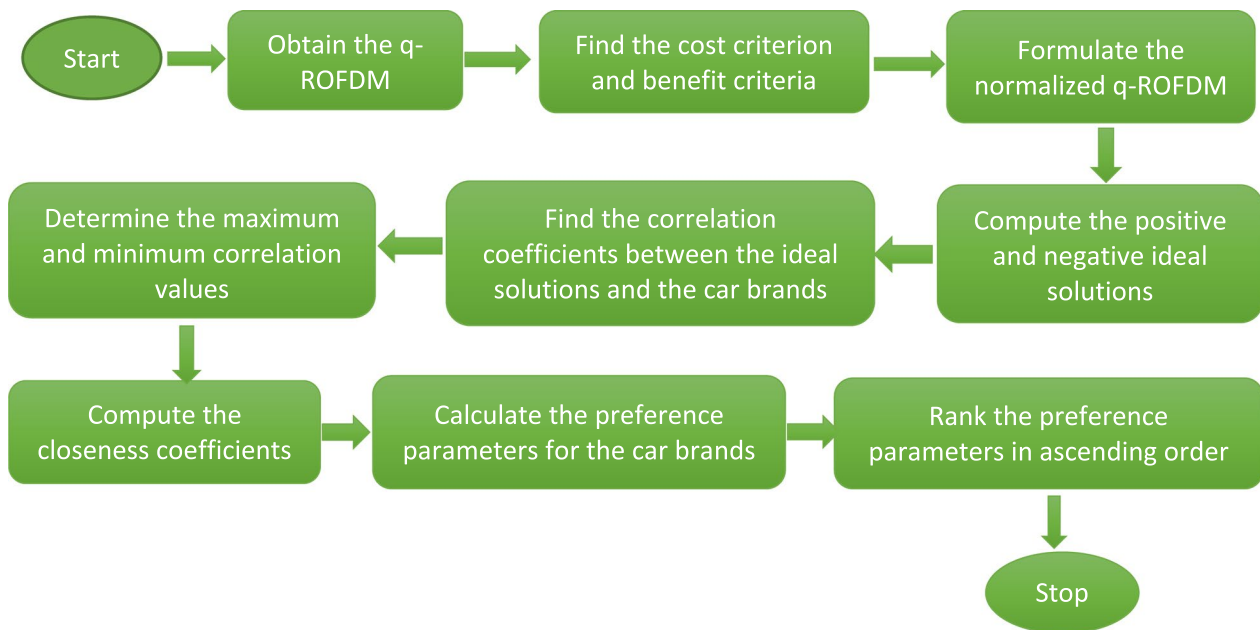 Start
Obtain the q-
ROFDM
Find the cost criterion
and benefit criteria
Formulate the
normalized q-ROFDM
Compute the positive
and negative ideal
solutions
Find the correlation
coefficients between the ideal
solutions and the car brands
Determine the maximum
and minimum correlation
values
Compute the
closeness coefficients
Calculate the preference
parameters for the car brands
Rank the preference
parameters in ascending order
Stop